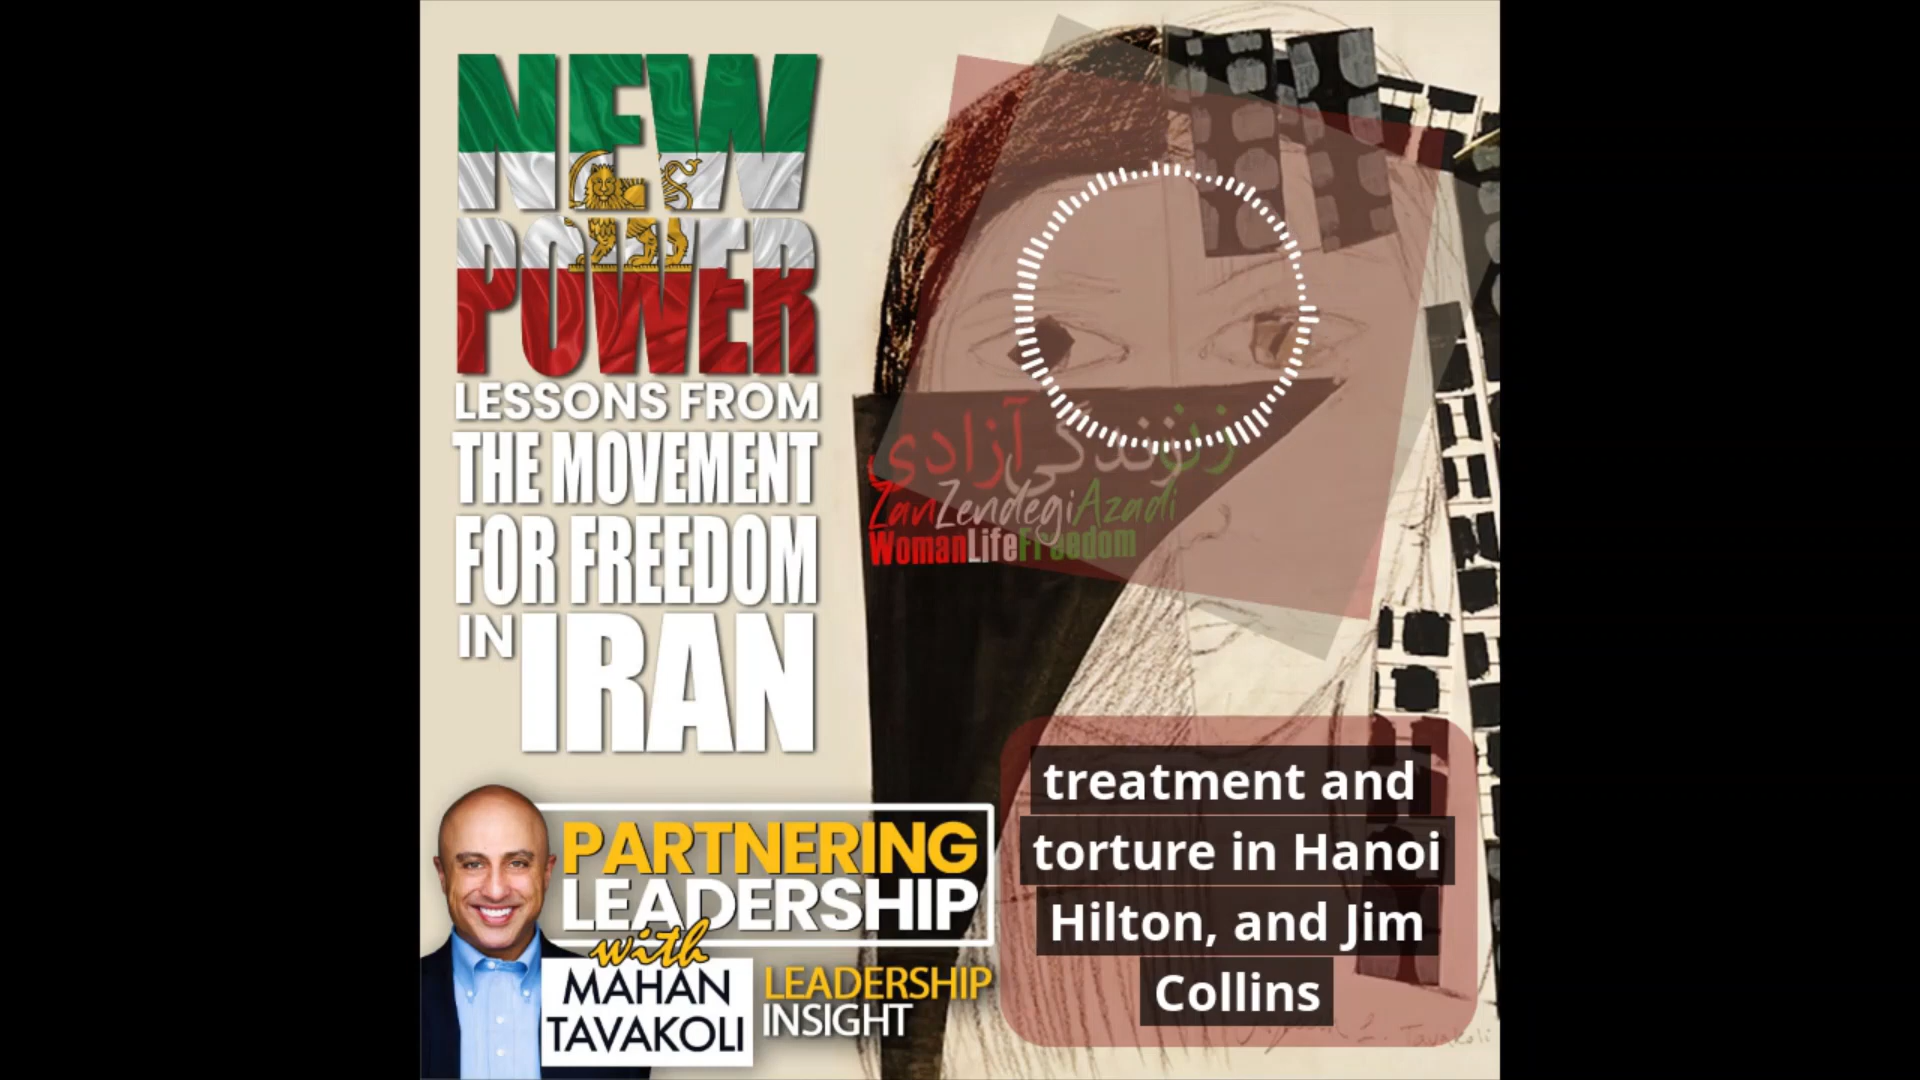 NEW
POWER
LESSONS FROM
THE MOVEMENT
FOR FREEDOM
IN IRAN
زن زندگی آزادی
ZanZendegiAzadi
WomanLifeFreedom
PARTNERING
LEADERSHIP
with
MAHAN
TAVAKOLI
LEADERSHIP
INSIGHT
treatment and
torture in Hanoi
Hilton, and Jim
Collins
Tavakoli